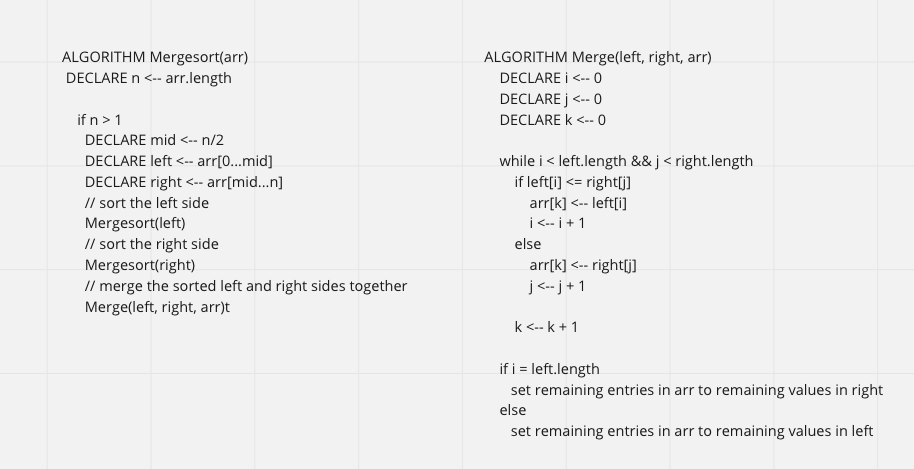 ALGORITHM Mergesort(arr)
DECLARE n <-- arr.length
if n > 1
DECLARE mid <-- n/2
DECLARE left <-- arr[0...mid]
DECLARE right <-- arr[mid...n]
// sort the left side
Mergesort(left)
// sort the right side
Mergesort(right)
// merge the sorted left and right sides together
Merge(left, right, arr)t
ALGORITHM Merge(left, right, arr)
DECLARE i <-- 0
DECLARE j <-- 0
DECLARE k <-- 0
while i < left.length && j < right.length
if left[i] <= right[j]
arr[k] <-- left[i]
i <-- i + 1
else
arr[k] <-- right[j]
j <-- j + 1
k <-- k + 1
if i = left.length
set remaining entries in arr to remaining values in right
else
set remaining entries in arr to remaining values in left